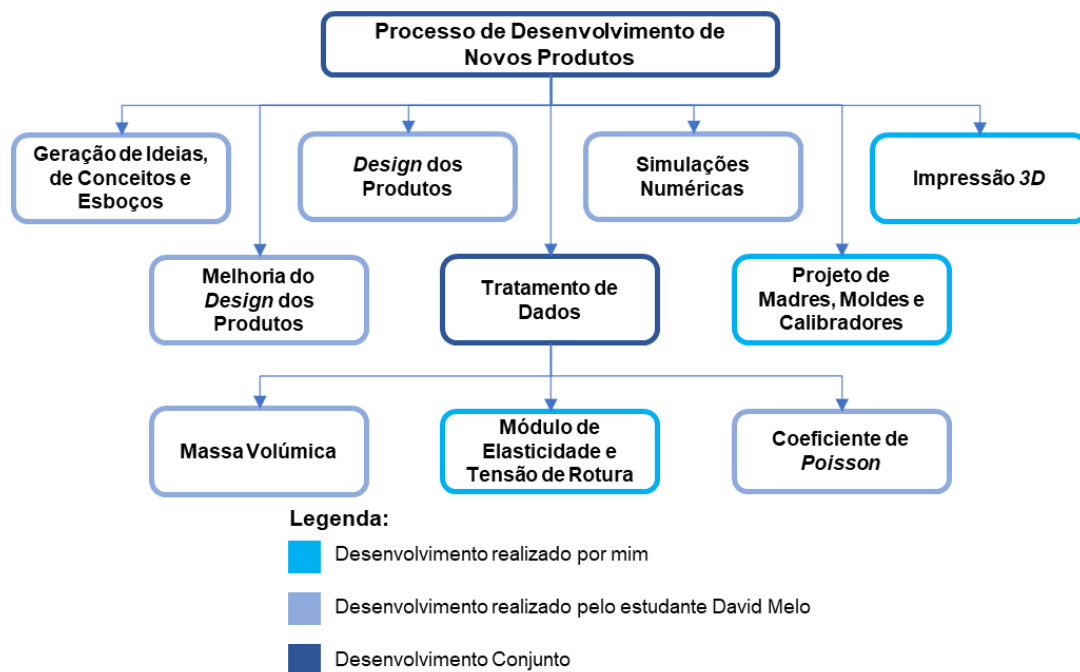 Processo de Desenvolvimento de
Novos Produtos
Geração de Ideias,
de Conceitos e
Esboços
Design dos
Produtos
Simulações
Numéricas
Impressão 3D
Melhoria do
Design dos
Produtos
Tratamento de
Dados
Projeto de
Madres, Moldes e
Calibradores
Massa Volúmica
Módulo de
Elasticidade e
Tensão de Rotura
Coeficiente de
Poisson
Legenda:
Desenvolvimento realizado por mim
Desenvolvimento realizado pelo estudante David Melo
Desenvolvimento Conjunto